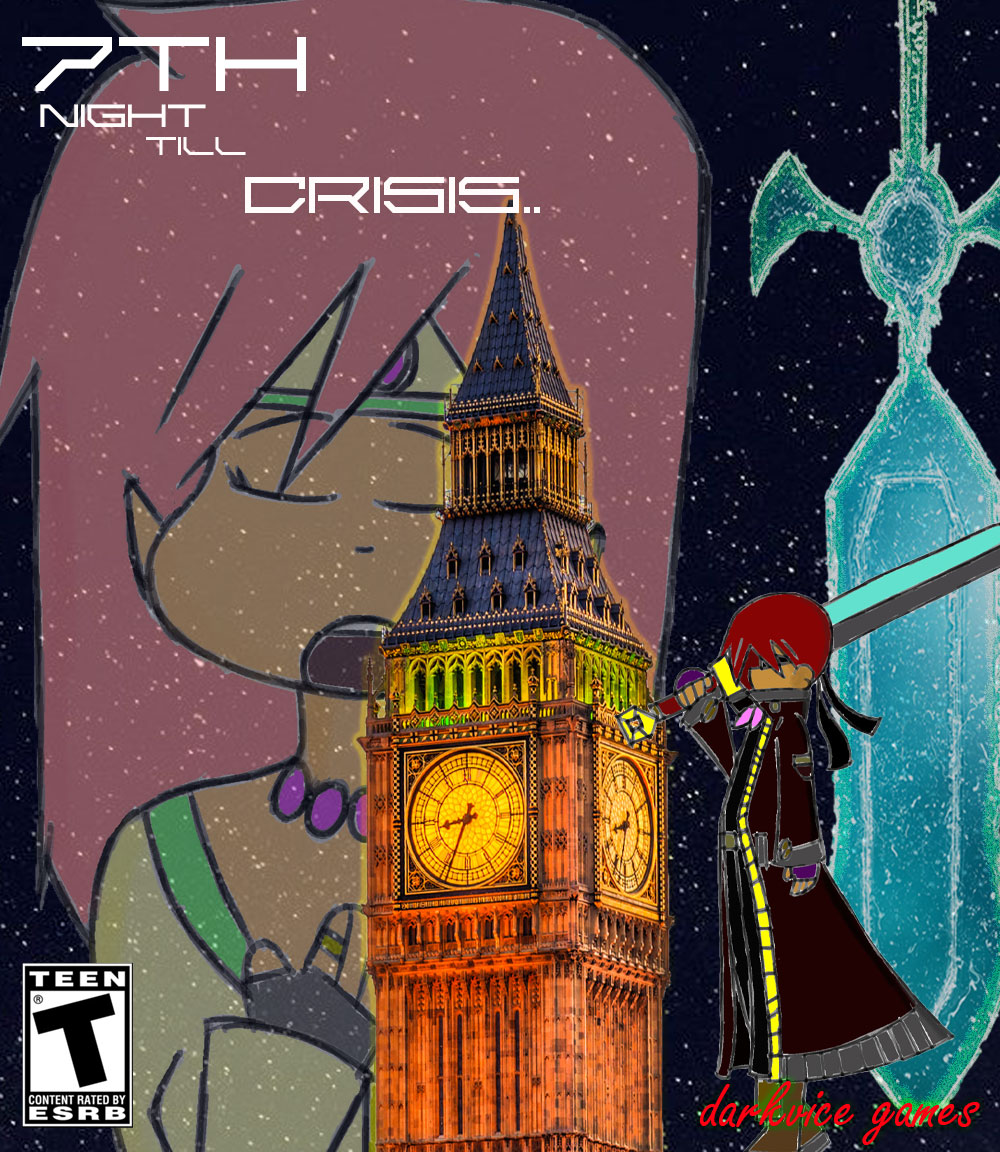 7TH
NIGHT
TILL
CRISIS..
TEEN
®
T
CONTENT RATED BY
ESRB
darkvice games